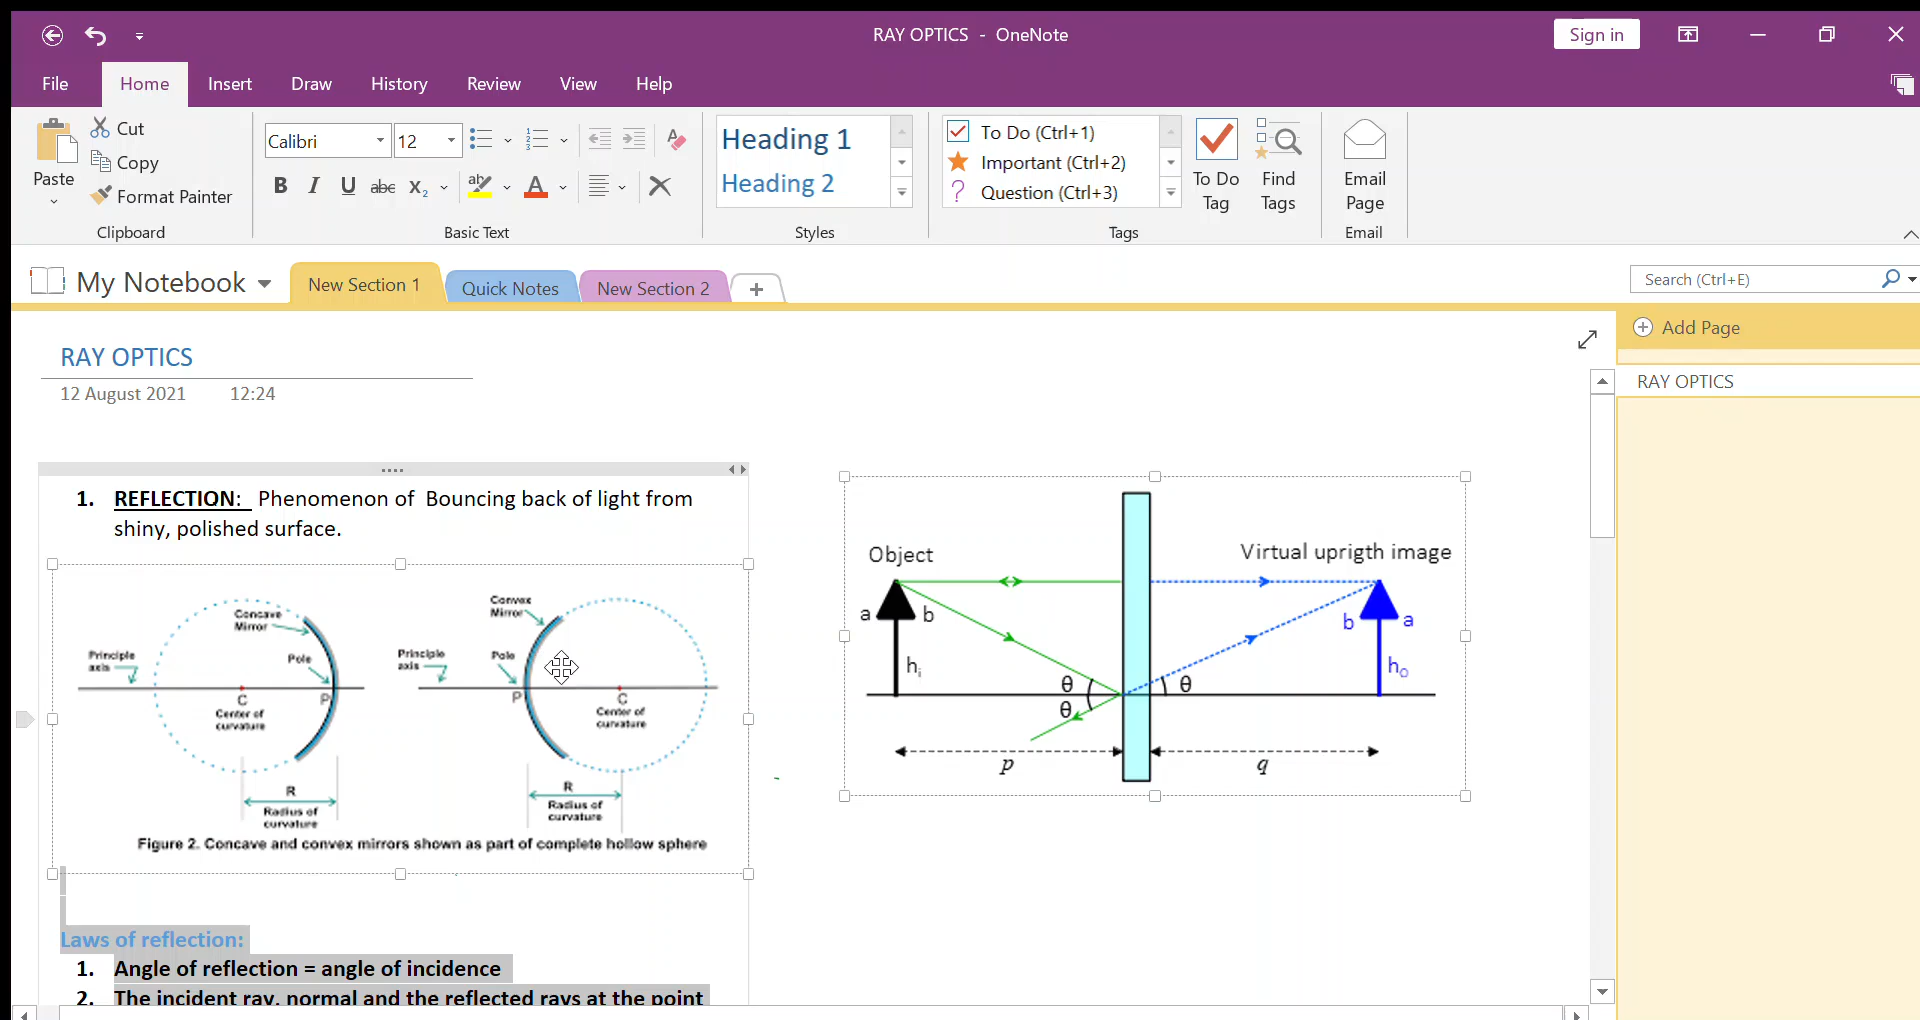 RAY OPTICS - OneNote
Sign in
File Home Insert Draw History Review View Help
Paste
Cut
Copy
Format Painter
Clipboard
Calibri 12
B I U abc X₂ ab A
Basic Text
Heading 1
Heading 2
Styles
To Do (Ctrl+1)
Important (Ctrl+2)
Question (Ctrl+3)
Tags
To Do
Tag
Find
Tags
Email
Page
Email
My Notebook New Section 1 Quick Notes New Section 2 +
Search (Ctrl+E)
Add Page
RAY OPTICS
RAY OPTICS
12 August 2021 12:24
1. REFLECTION: Phenomenon of Bouncing back of light from
shiny, polished surface.
Concave
Mirror
Principle
axis
Pole
C
P
Center of
curvature
R
Radius of
curvature
Convex
Mirror
Principle
axis
Pole
P
C
Center of
curvature
R
Radius of
curvature
Figure 2. Concave and convex mirrors shown as part of complete hollow sphere
Object
Virtual uprigth image
a b
b a
hᵢ
hₒ
θ
θ
θ
p
q
Laws of reflection:
1. Angle of reflection = angle of incidence
2. The incident ray, normal and the reflected rays at the point